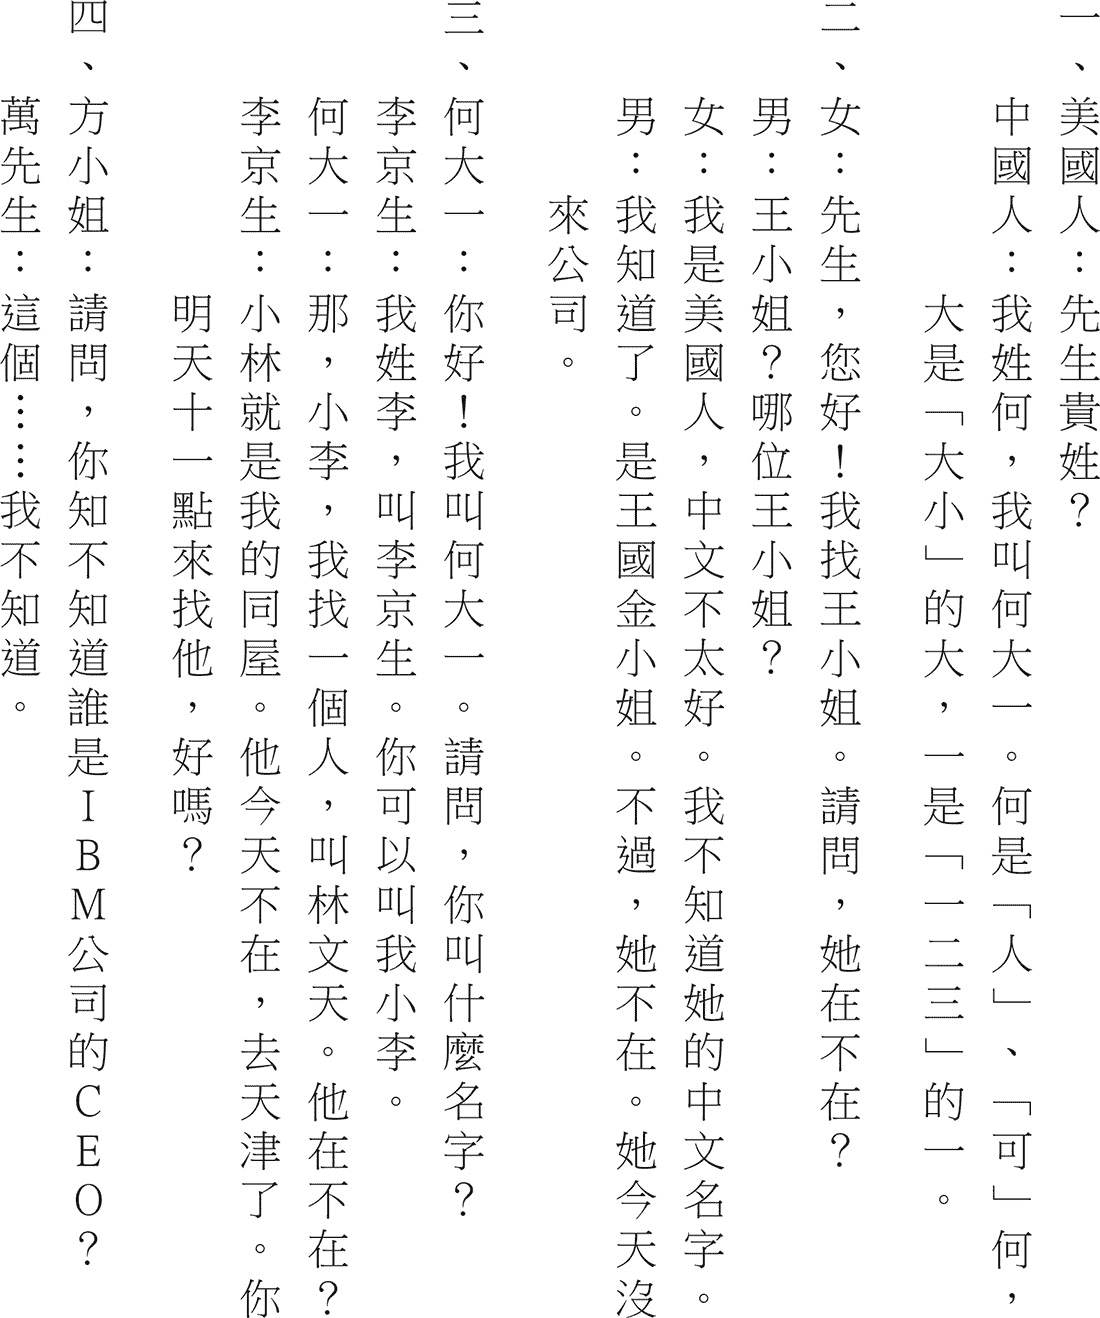 一、美國人：先生貴姓？
中國人：我姓何，我叫何大一。何是「人」、「可」何，
大是「大小」的大，一是「一二三」的一。
二、女：先生，您好！我找王小姐。請問，她在不在？
男：王小姐？哪位王小姐？
女：我是美國人，中文不太好。我不知道她的中文名字。
男：我知道了。是王國金小姐。不過，她不在。她今天沒
來公司。
三、何大一：你好！我叫何大一。請問，你叫什麼名字？
李京生：我姓李，叫李京生。你可以叫我小李。
何大一：那，小李，我找一個人，叫林文天。他在不在？
李京生：小林就是我的同屋。他今天不在，去天津了。你
明天十一點來找他，好嗎？
四、方小姐：請問，你知不知道誰是ＩＢＭ公司的ＣＥＯ？
萬先生：這個……我不知道。